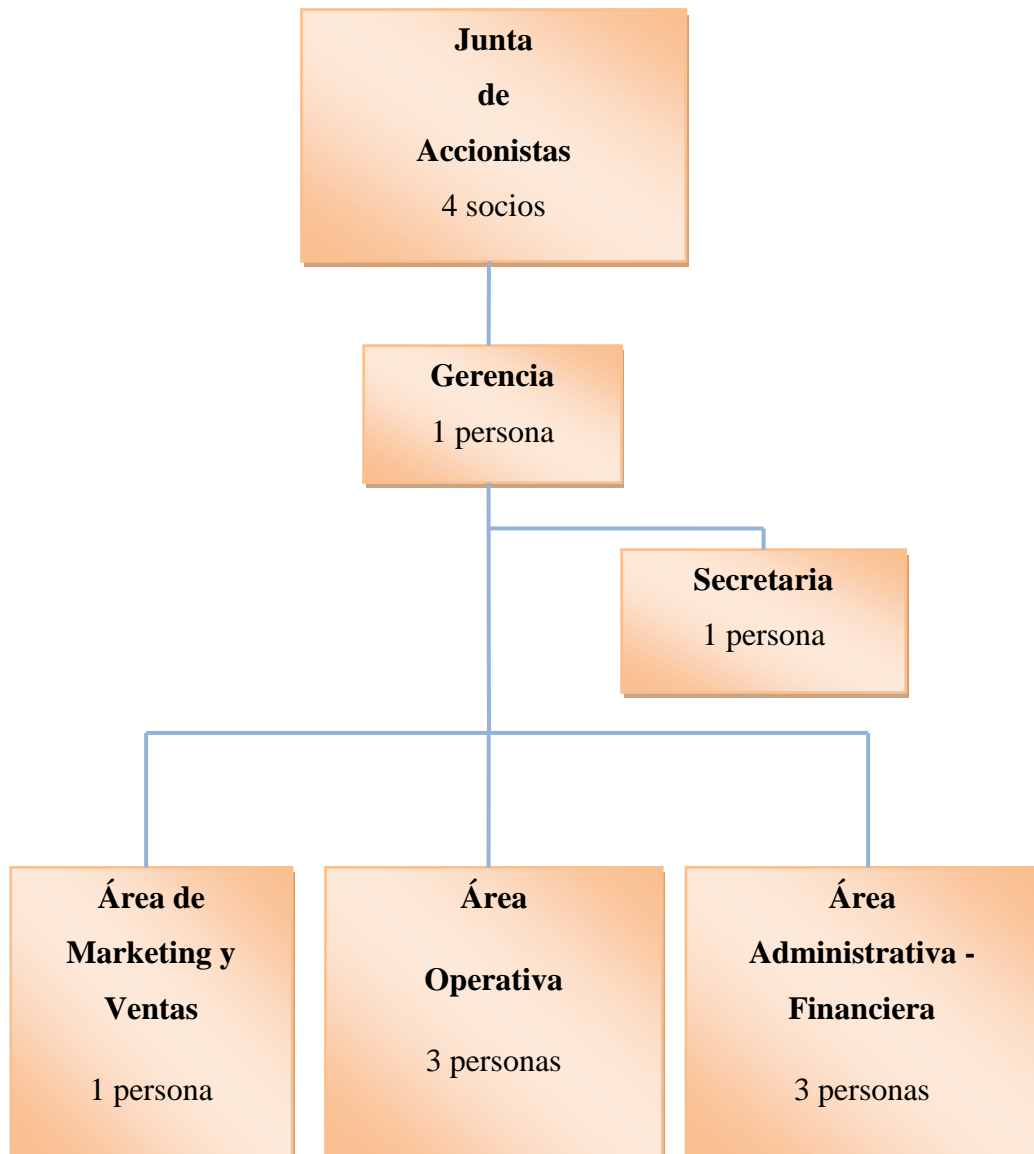 Junta
de
Accionistas
4 socios
Gerencia
1 persona
Secretaria
1 persona
Área de
Marketing y
Ventas
1 persona
Área
Operativa
3 personas
Área
Administrativa -
Financiera
3 personas